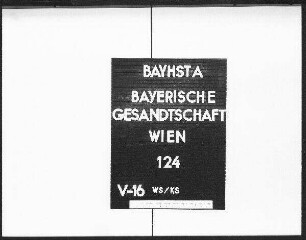 BAYHSTA
BAYERISCHE
GESANDTSCHAFT
WIEN
124
V-16 WS/KS